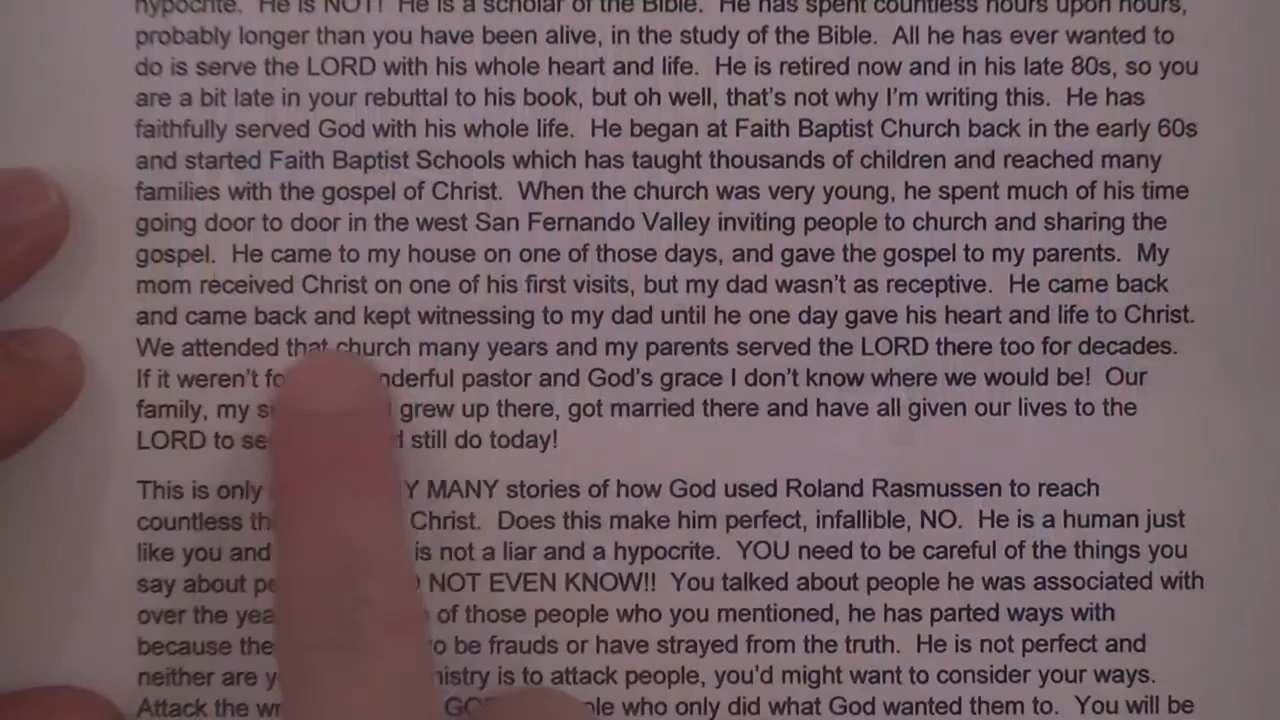 hypocrite. He is NOT! He is a scholar of the Bible. He has spent countless hours upon hours,
probably longer than you have been alive, in the study of the Bible. All he has ever wanted to
do is serve the LORD with his whole heart and life. He is retired now and in his late 80s, so you
are a bit late in your rebuttal to his book, but oh well, that's not why I'm writing this. He has
faithfully served God with his whole life. He began at Faith Baptist Church back in the early 60s
and started Faith Baptist Schools which has taught thousands of children and reached many
families with the gospel of Christ. When the church was very young, he spent much of his time
going door to door in the west San Fernando Valley inviting people to church and sharing the
gospel. He came to my house on one of those days, and gave the gospel to my parents. My
mom received Christ on one of his first visits, but my dad wasn't as receptive. He came back
and came back and kept witnessing to my dad until he one day gave his heart and life to Christ.
We attended that church many years and my parents served the LORD there too for decades.
If it weren't pastor and God's grace I don't know where we would be! Our
family, my grew up there, got married there and have all given our lives to the
LORD to still do today!
This is only MANY stories of how God used Roland Rasmussen to reach
countless Christ. Does this make him perfect, infallible, NO. He is a human just
like you and is not a liar and a hypocrite. YOU need to be careful of the things you
say about NOT EVEN KNOW!! You talked about people he was associated with
over the of those people who you mentioned, he has parted ways with
because be frauds or have strayed from the truth. He is not perfect and
neither are is to attack people, you'd might want to consider your ways.
Attack the who only did what God wanted them to. You will be